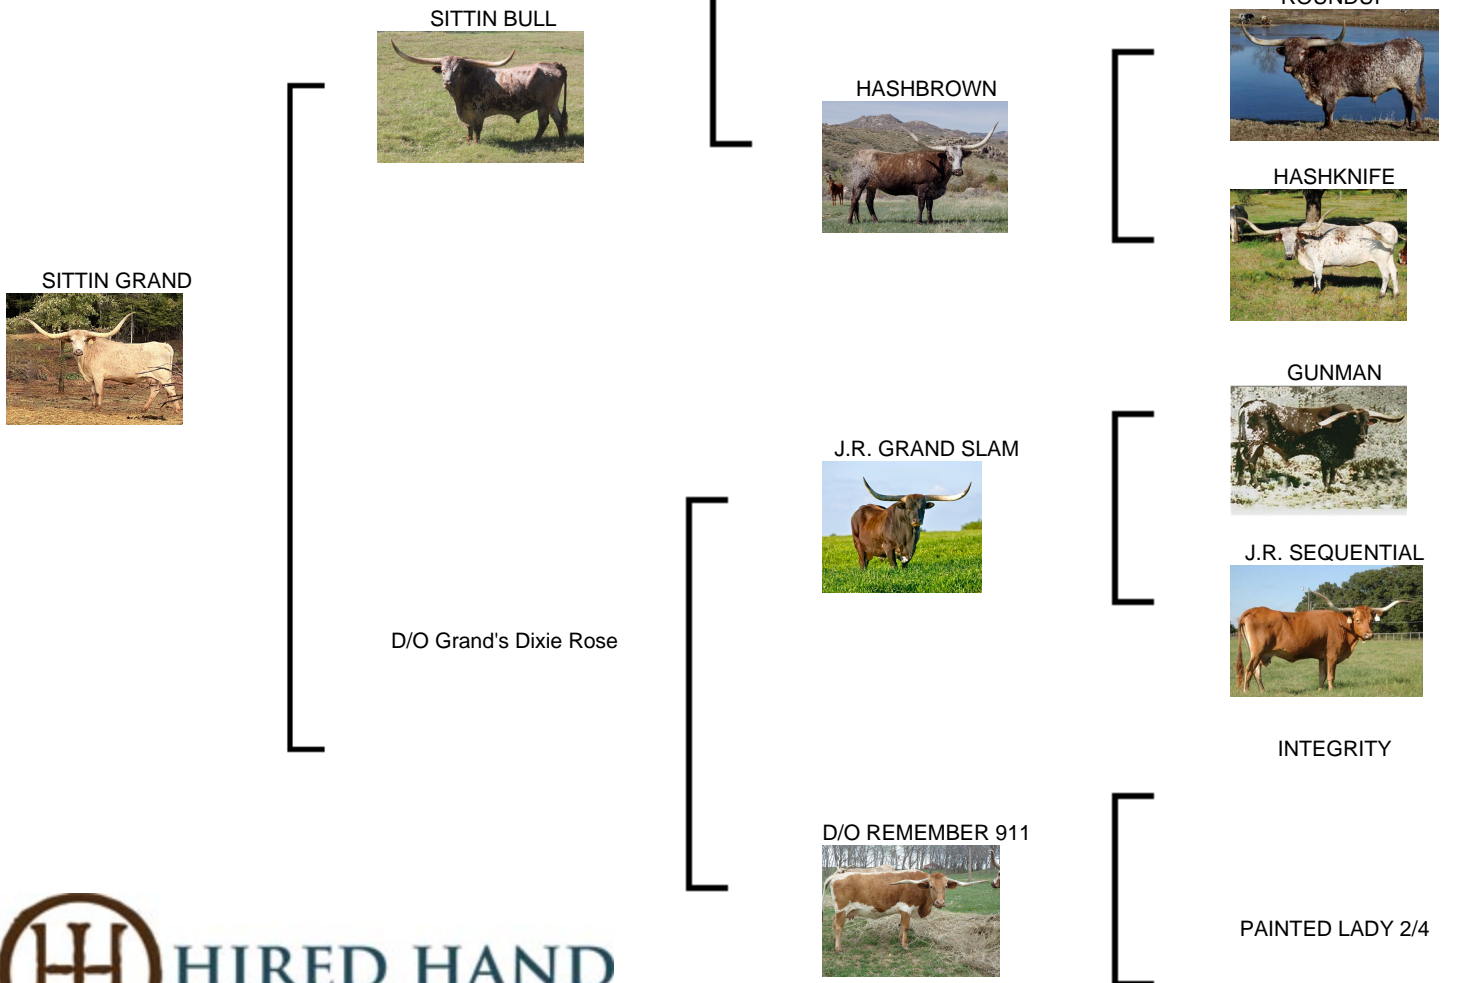 ROUNDUP
SITTIN BULL
HASHBROWN
HASHKNIFE
SITTIN GRAND
GUNMAN
J.R. GRAND SLAM
J.R. SEQUENTIAL
D/O Grand's Dixie Rose
INTEGRITY
D/O REMEMBER 911
PAINTED LADY 2/4
HIRED HAND